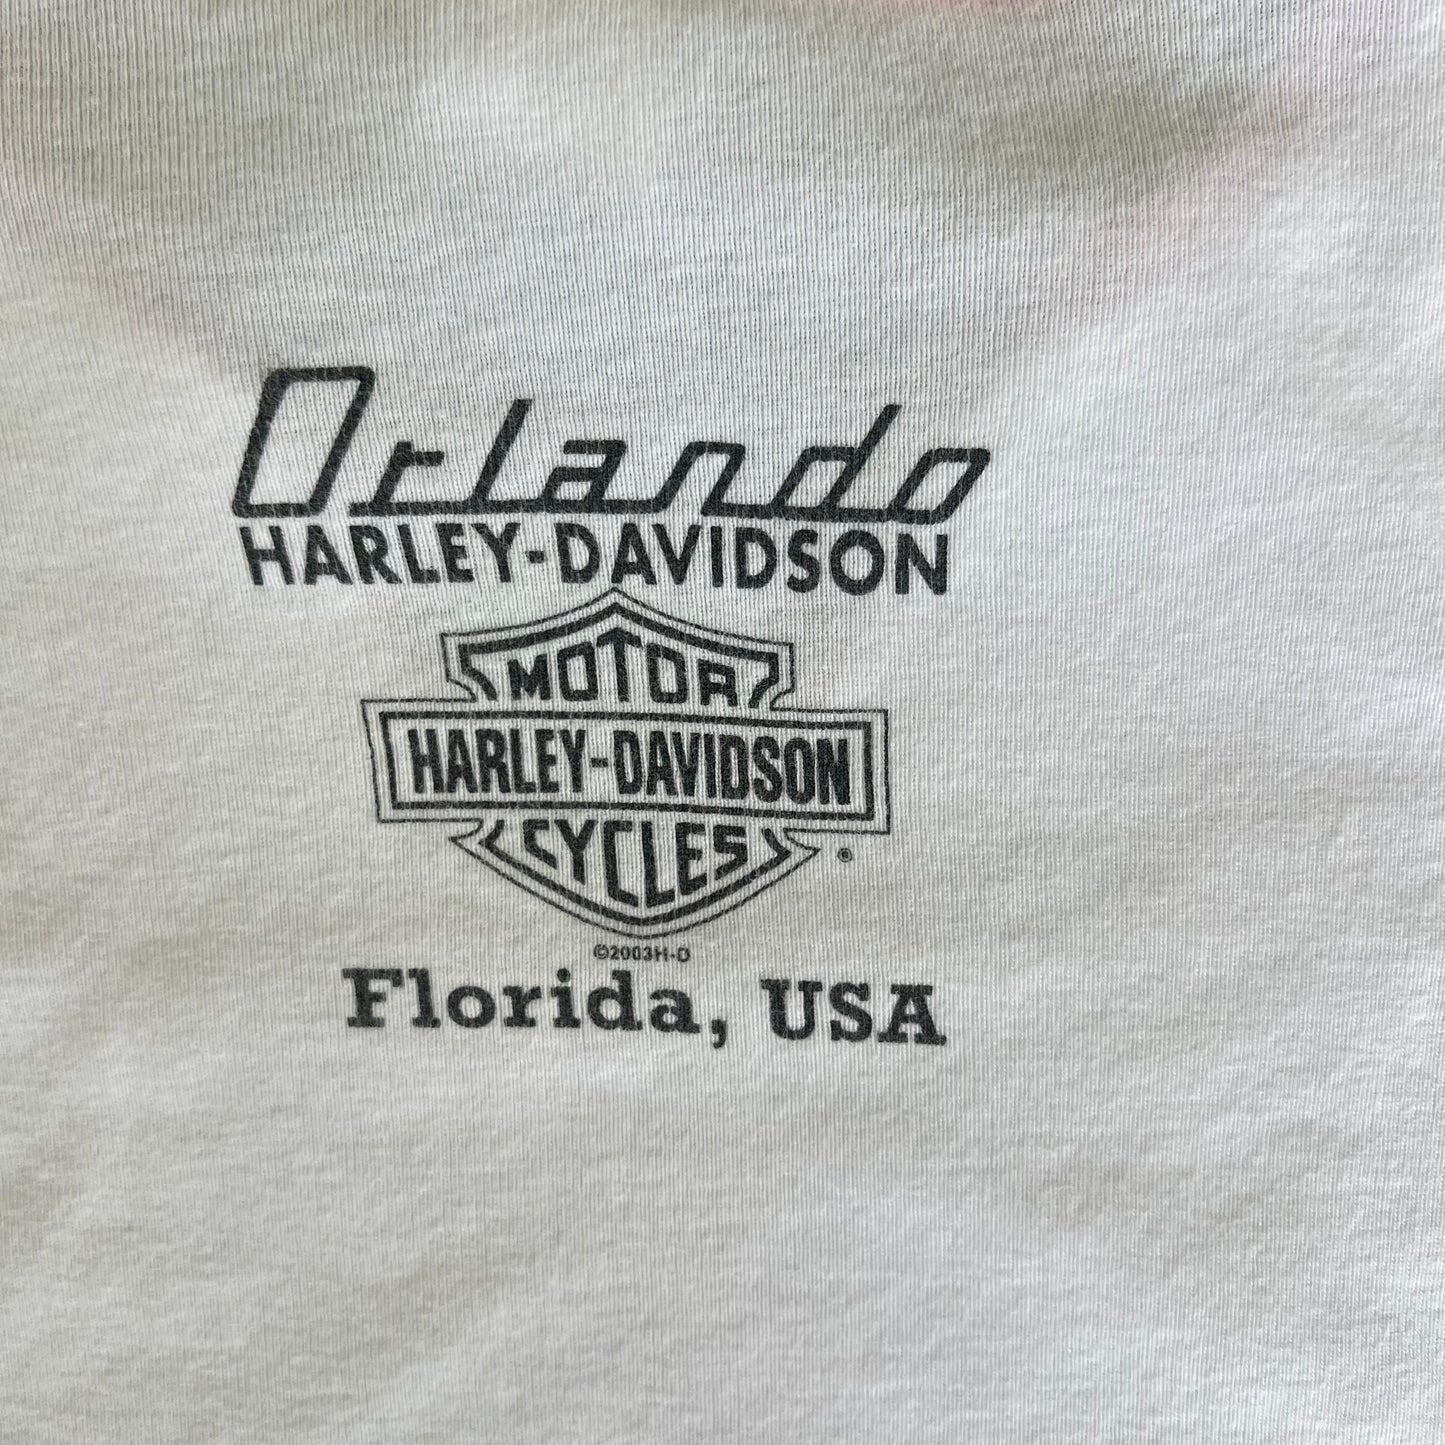 Orlando
HARLEY-DAVIDSON
MOTOR
HARLEY-DAVIDSON
CYCLES
®
©2003H-D
Florida, USA